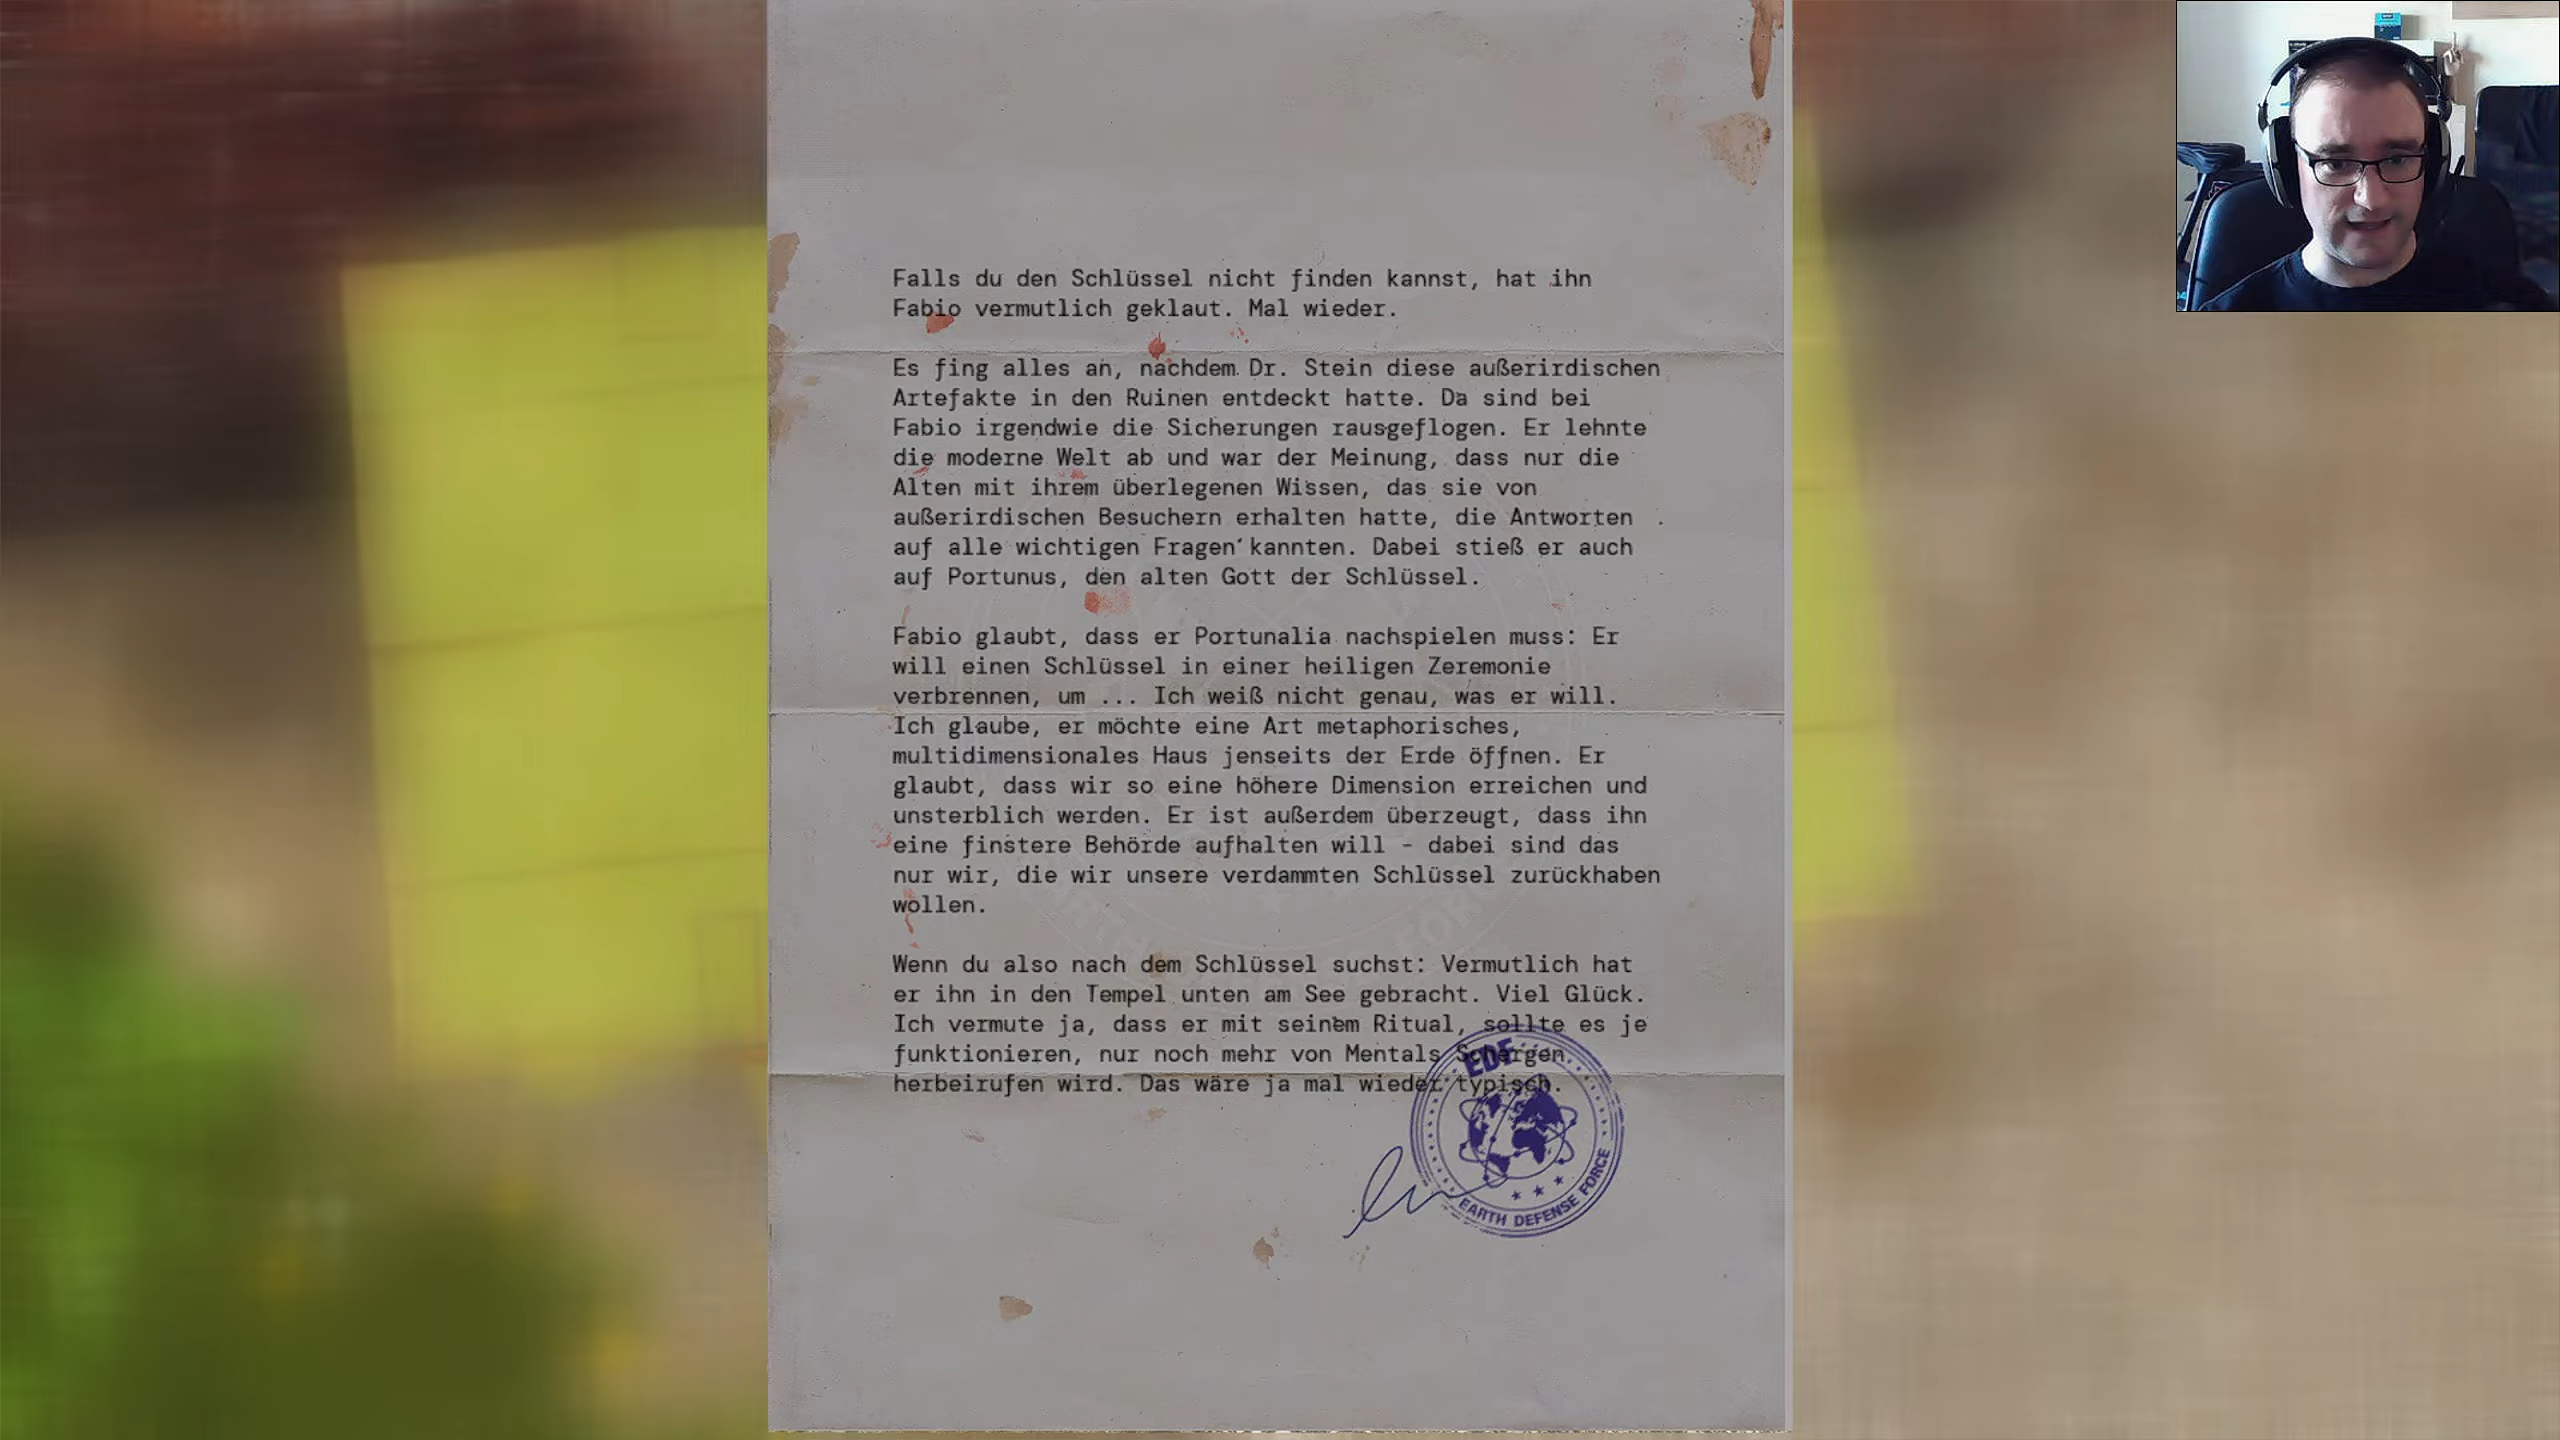 Falls du den Schlüssel nicht finden kannst, hat ihn
Fabio vermutlich geklaut. Mal wieder.
Es fing alles an, nachdem Dr. Stein diese außerirdischen
Artefakte in den Ruinen entdeckt hatte. Da sind bei
Fabio irgendwie die Sicherungen rausgeflogen. Er lehnte
die moderne Welt ab und war der Meinung, dass nur die
Alten mit ihrem überlegenen Wissen, das sie von
außerirdischen Besuchern erhalten hatte, die Antworten
auf alle wichtigen Fragen kannten. Dabei stieß er auch
auf Portunus, den alten Gott der Schlüssel.
Fabio glaubt, dass er Portunalia nachspielen muss: Er
will einen Schlüssel in einer heiligen Zeremonie
verbrennen, um ... Ich weiß nicht genau, was er will.
Ich glaube, er möchte eine Art metaphorisches,
multidimensionales Haus jenseits der Erde öffnen. Er
glaubt, dass wir so eine höhere Dimension erreichen und
unsterblich werden. Er ist außerdem überzeugt, dass ihn
eine finstere Behörde aufhalten will - dabei sind das
nur wir, die wir unsere verdammten Schlüssel zurückhaben
wollen.
Wenn du also nach dem Schlüssel suchst: Vermutlich hat
er ihn in den Tempel unten am See gebracht. Viel Glück.
Ich vermute ja, dass er mit seinem Ritual, sollte es je
funktionieren, nur noch mehr von Mentals Schergen
herbeirufen wird. Das wäre ja mal wieder typisch.
EDF
EARTH DEFENSE FORCE